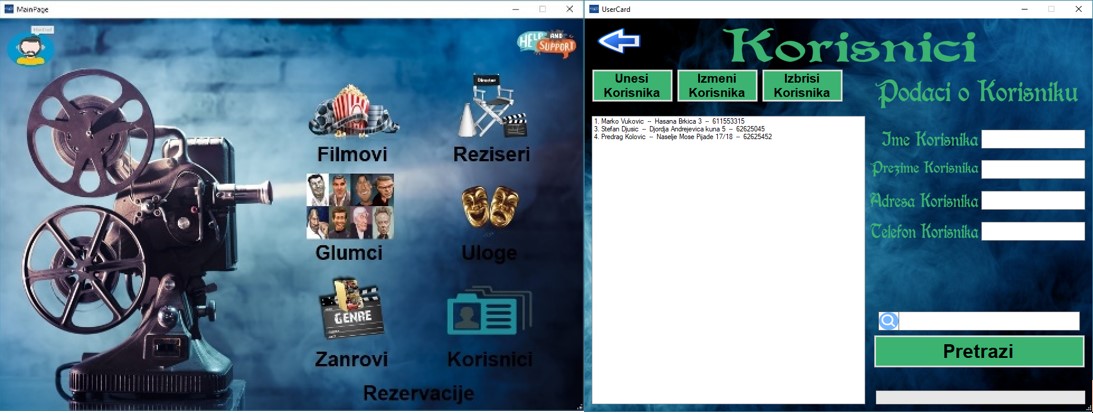 MainPage
HELP AND SUPPORT
Director
Filmovi
Reziseri
Glumci
Uloge
GENRE
Zanrovi
Korisnici
Rezervacije
UserCard
Korisnici
Unesi
Korisnika
Izmeni
Korisnika
Izbrisi
Korisnika
Podaci o Korisniku
1. Marko Vukovic – Hasana Brkica 3 – 611553315
3. Stefan Djusic – Djordja Andrejevica kuna 5 – 62625045
4. Predrag Kolovic – Naselje Mose Pijade 17/18 – 62625452
Ime Korisnika
Prezime Korisnika
Adresa Korisnika
Telefon Korisnika
Pretrazi